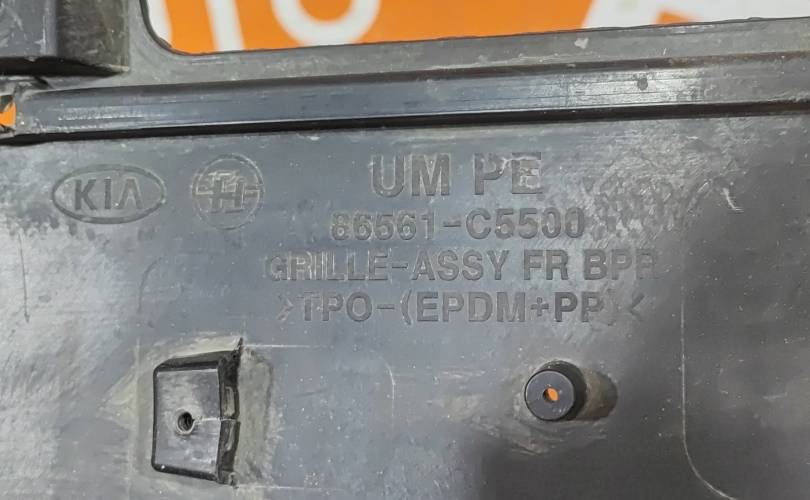 KIA
UM PE
86561-C5500
GRILLE-ASSY FR BPR
>TPO-(EPDM+PP)<